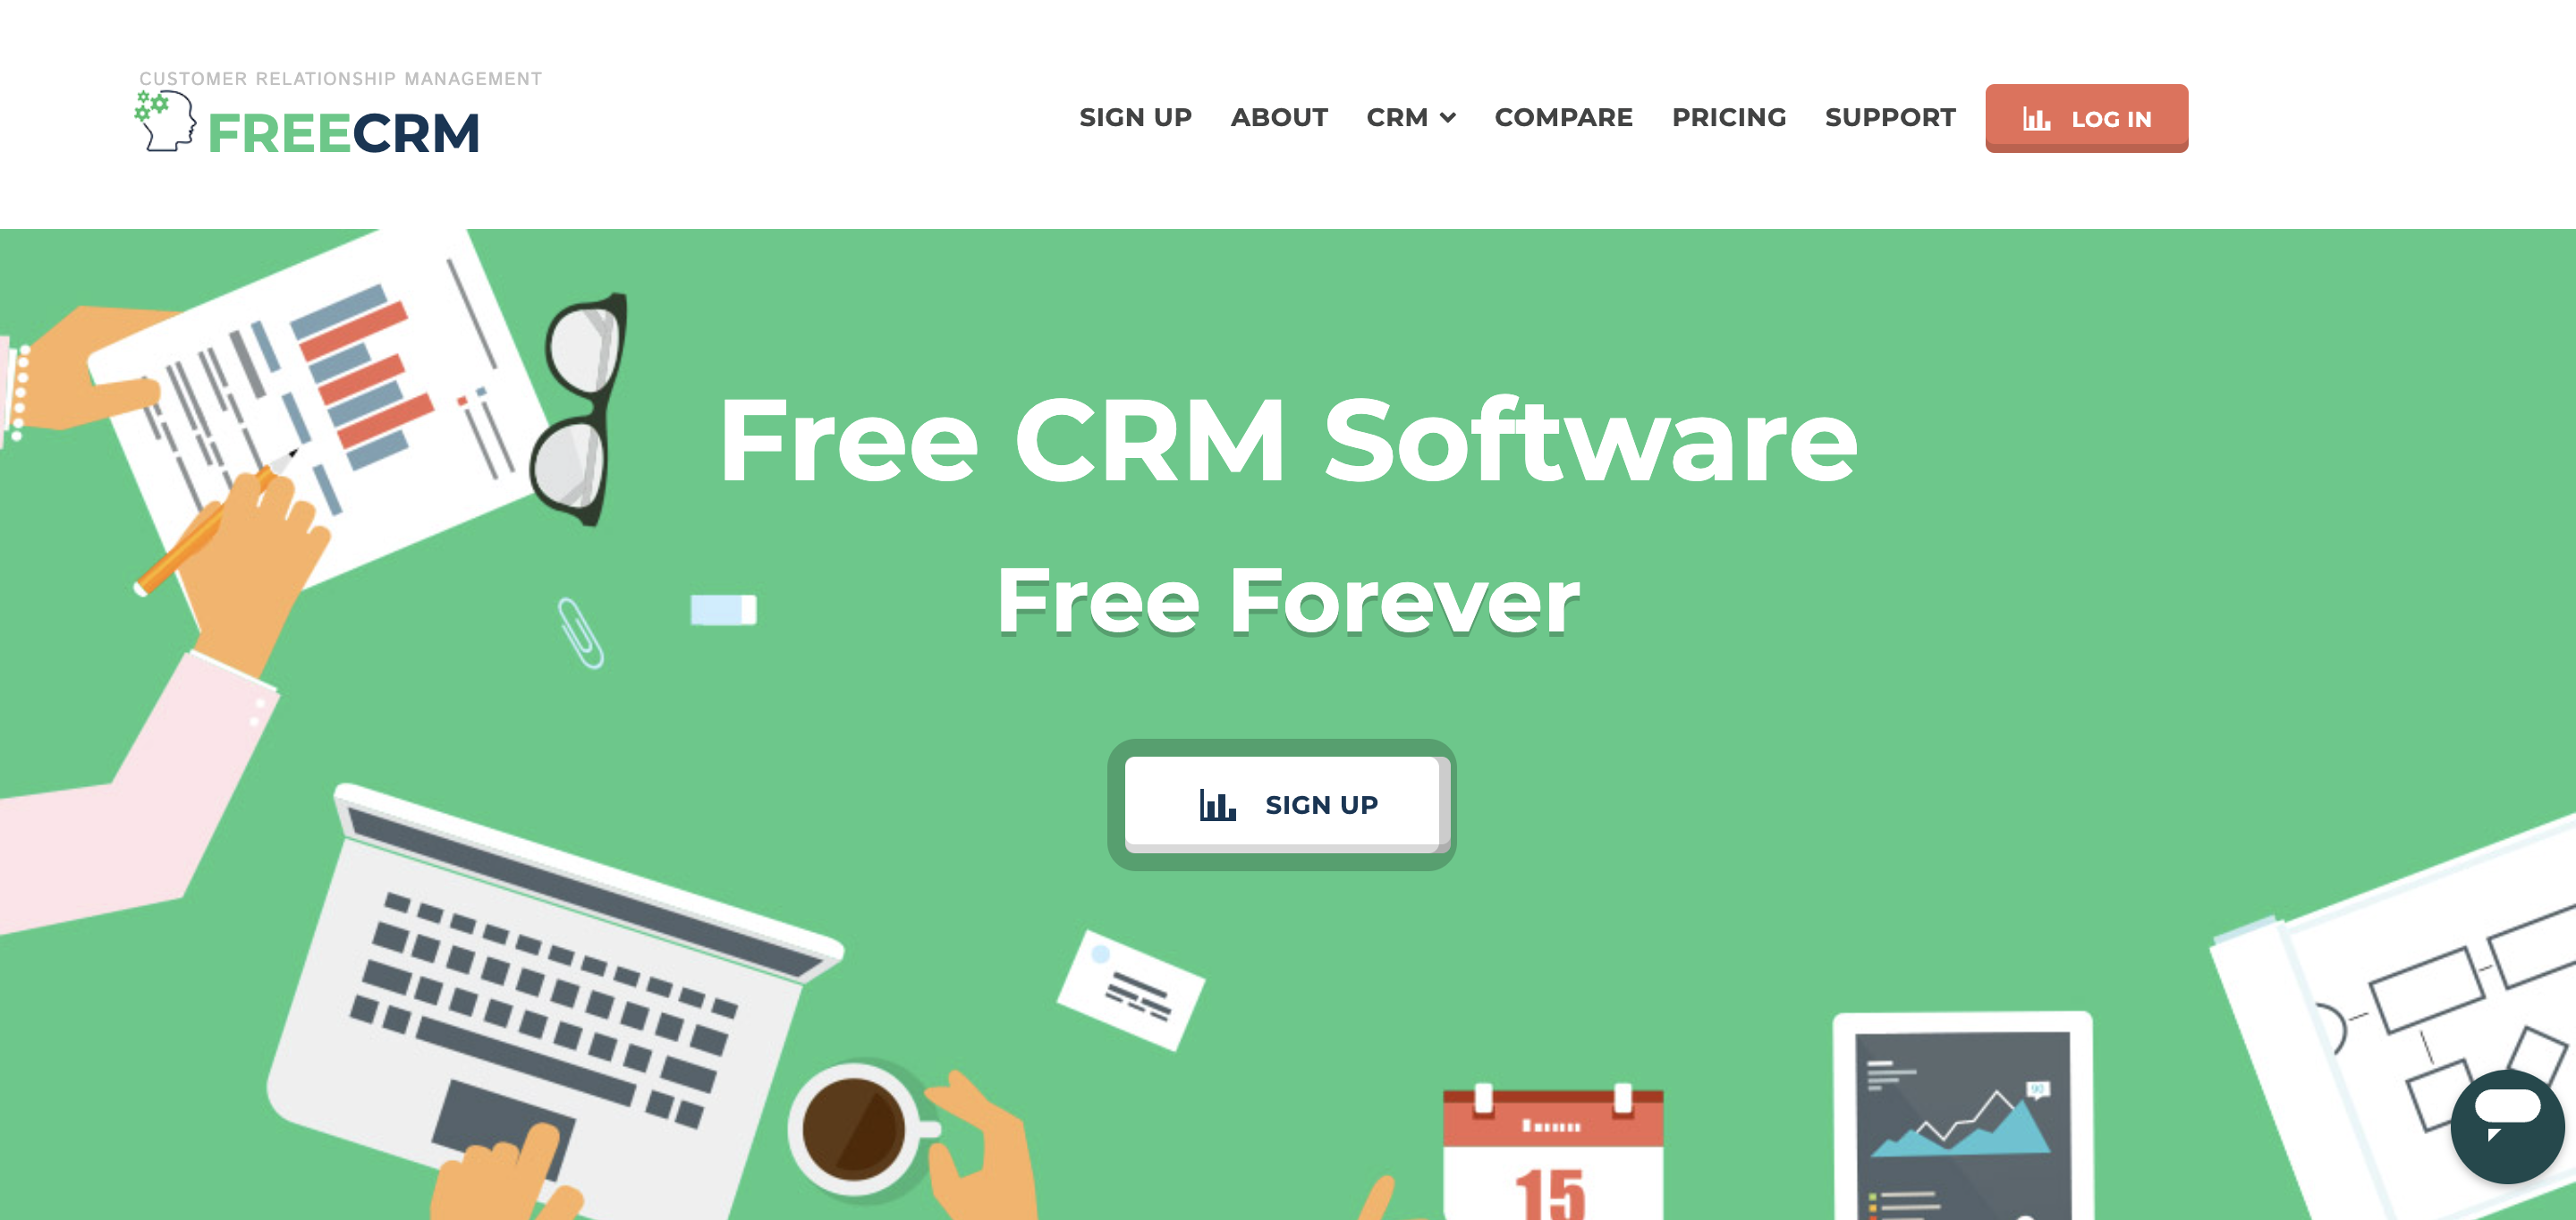 CUSTOMER RELATIONSHIP MANAGEMENT
FREECRM
SIGN UP ABOUT CRM COMPARE PRICING SUPPORT LOG IN
Free CRM Software
Free Forever
SIGN UP
90
15